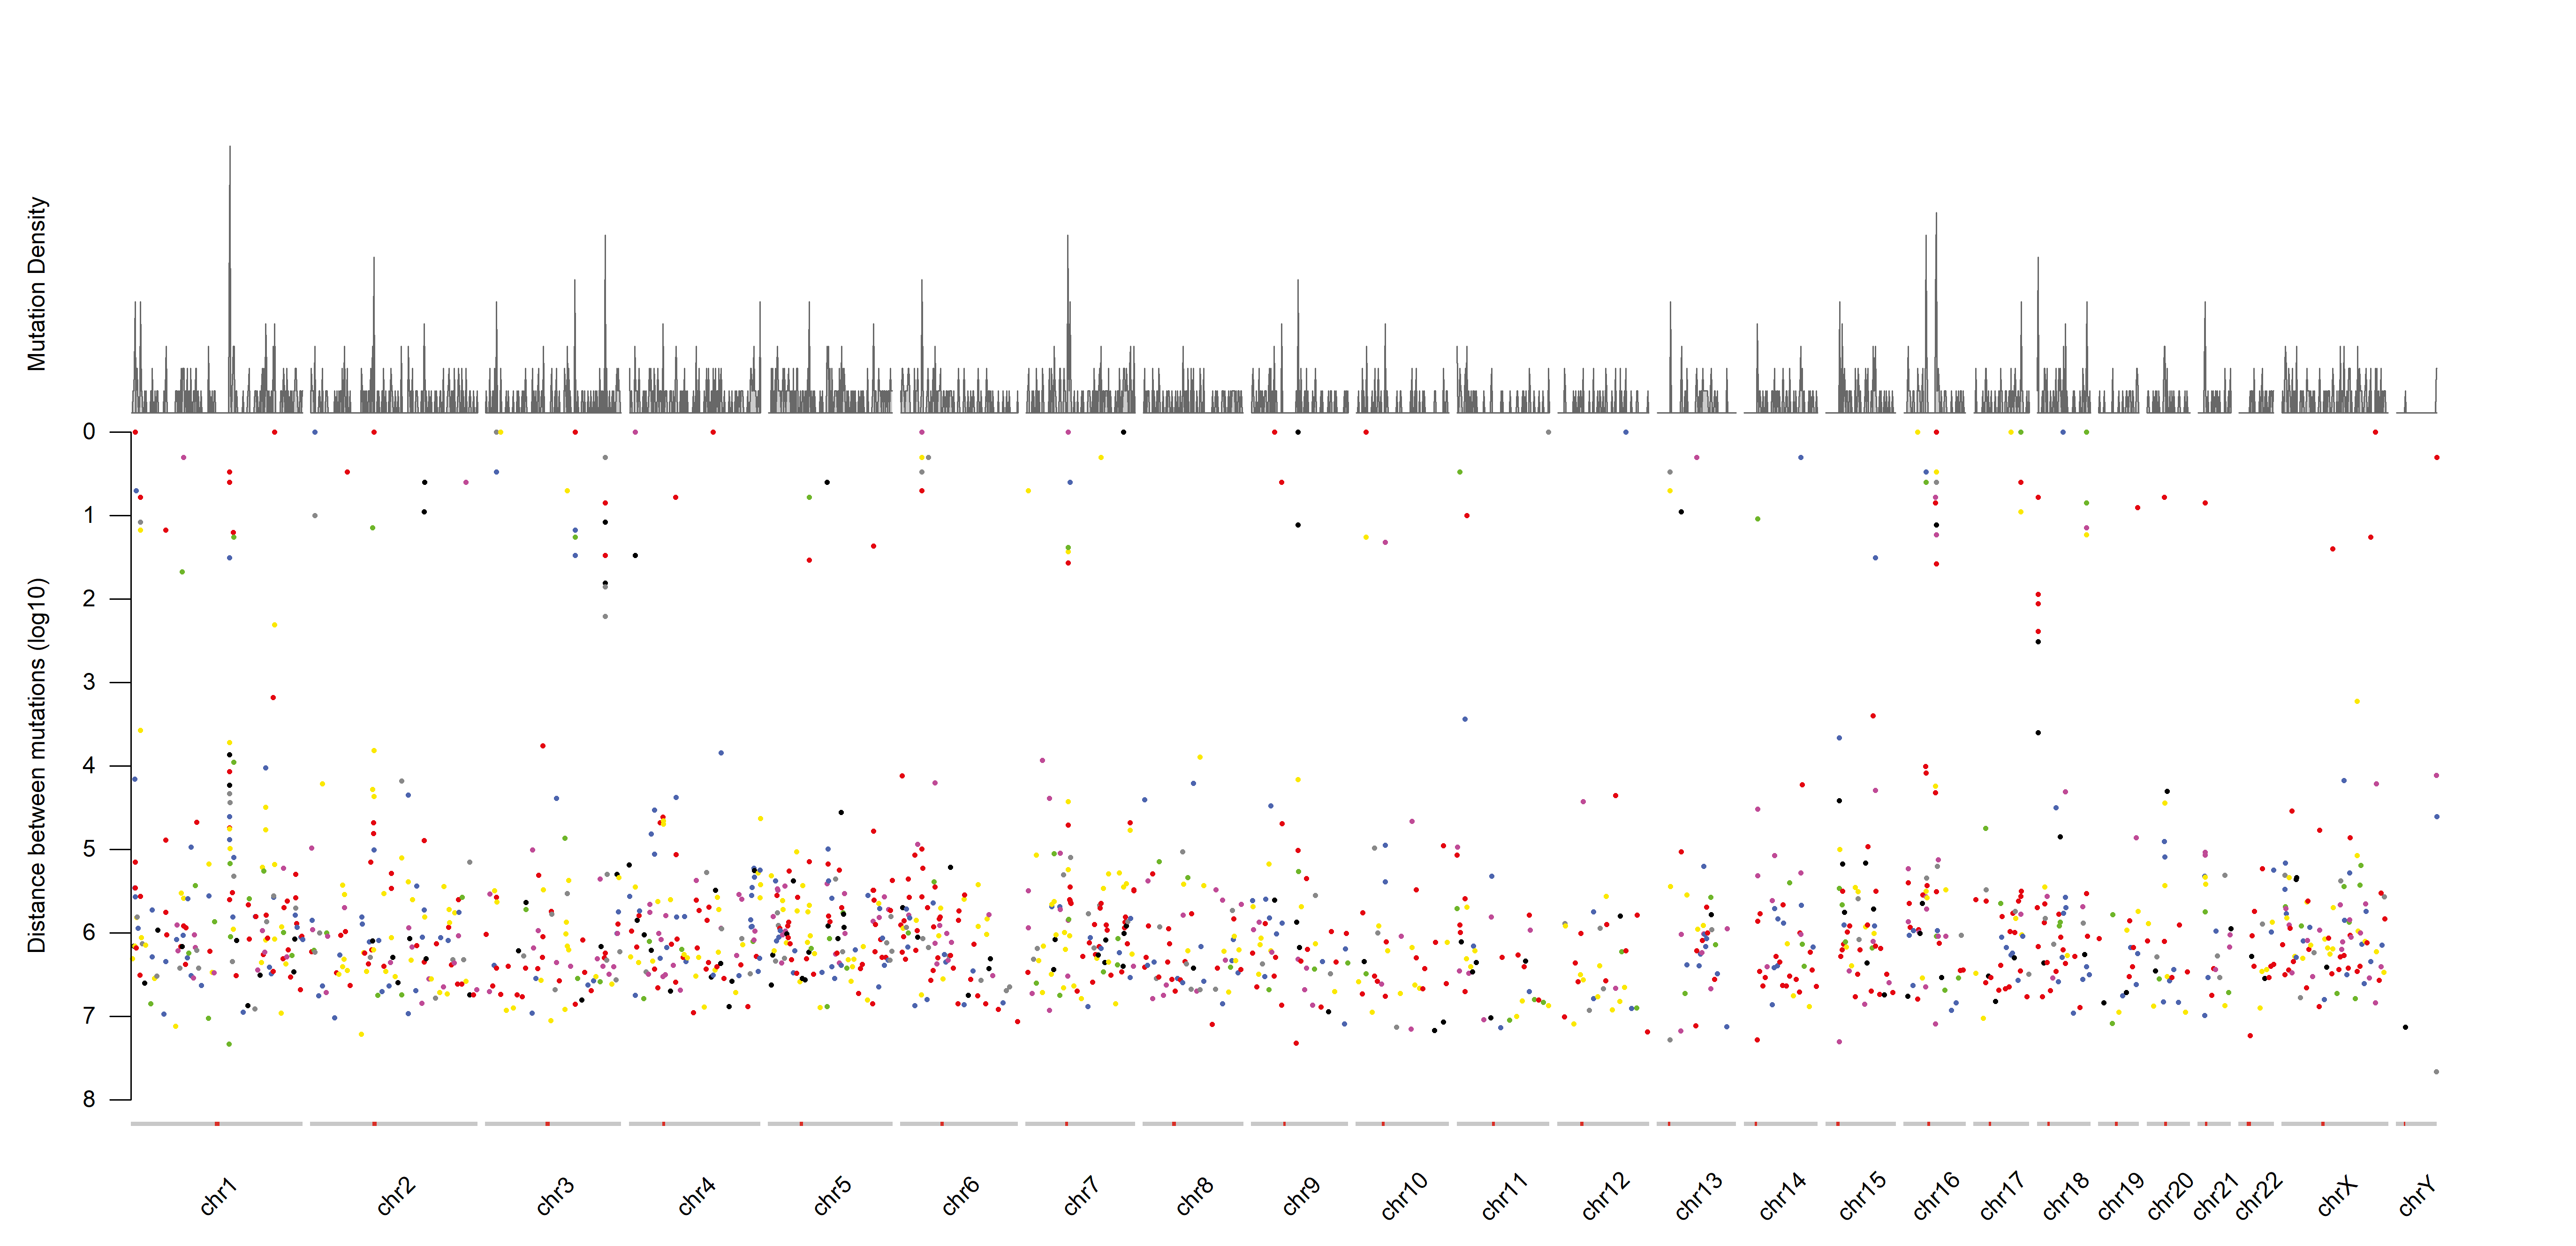 Mutation Density
Distance between mutations (log10)
0
1
2
3
4
5
6
7
8
chr1
chr2
chr3
chr4
chr5
chr6
chr7
chr8
chr9
chr10
chr11
chr12
chr13
chr14
chr15
chr16
chr17
chr18
chr19
chr20
chr21
chr22
chrX
chrY